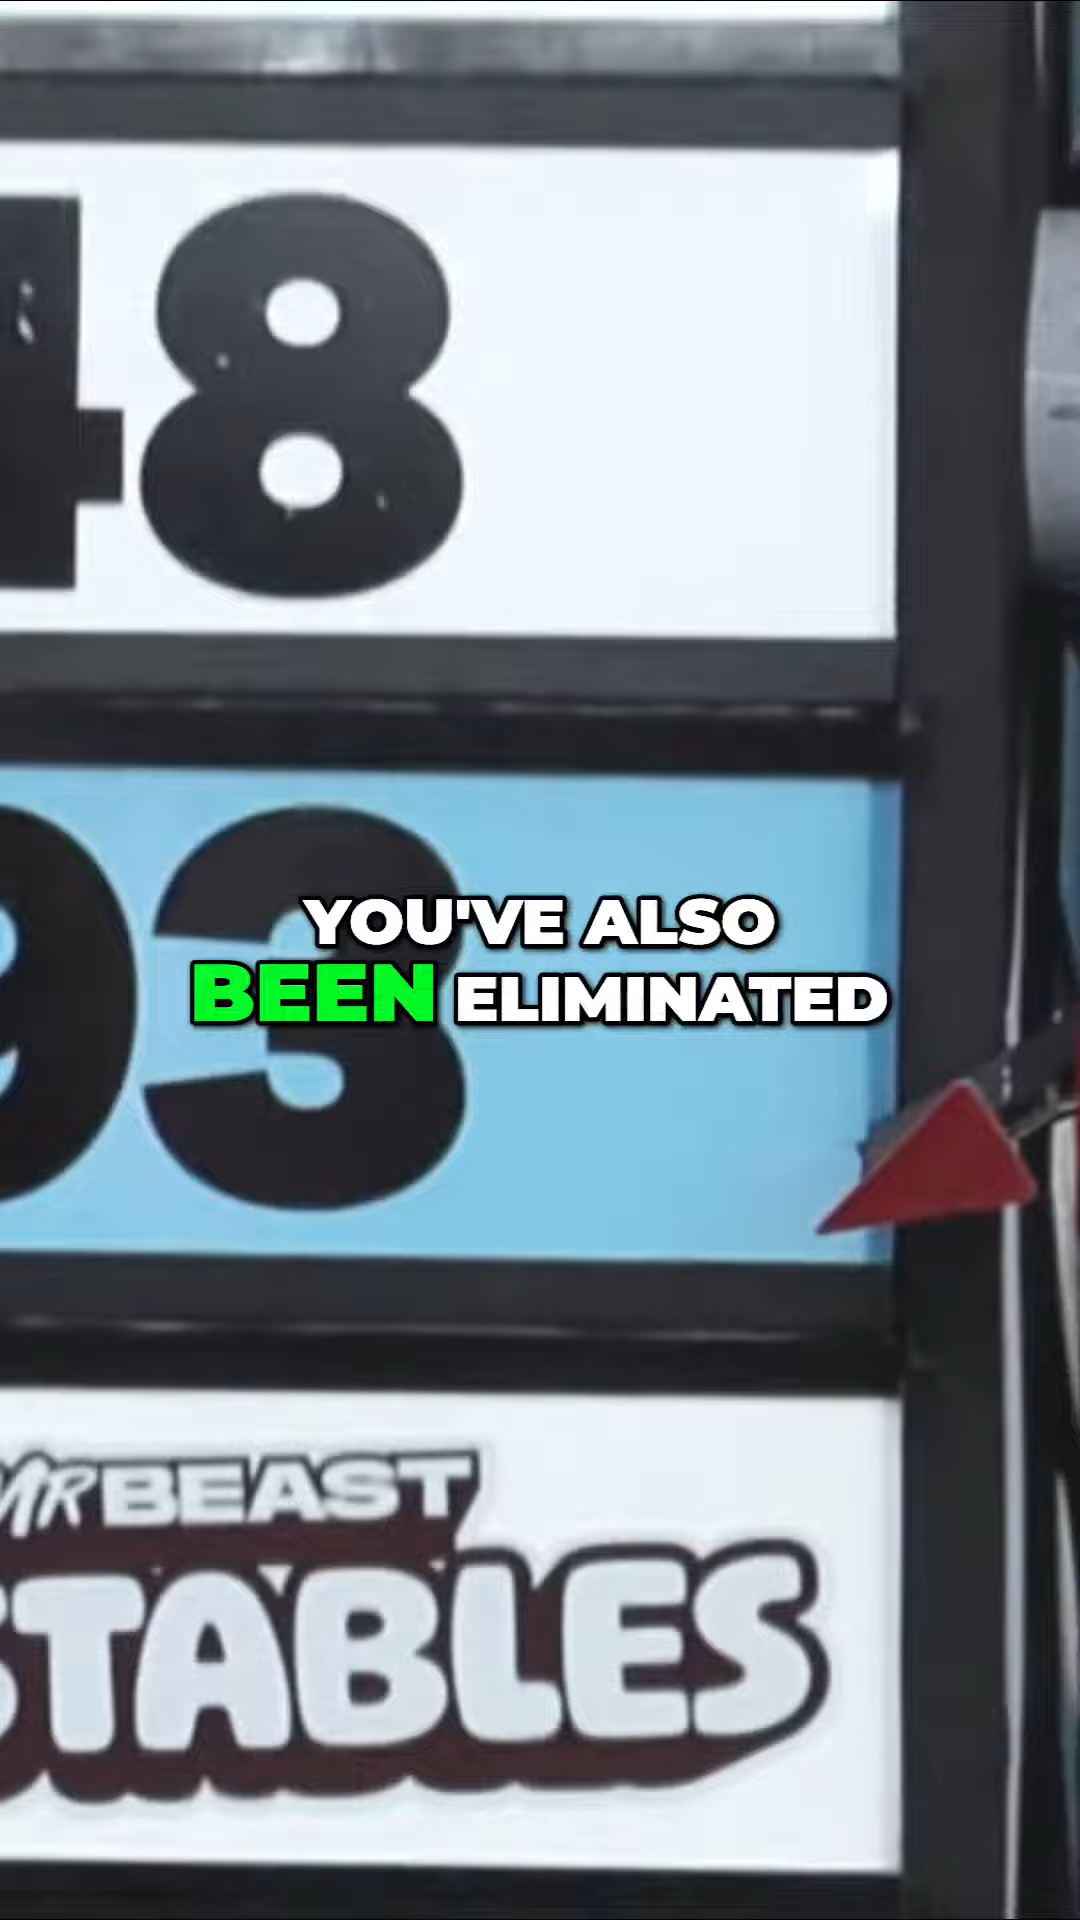 48
93
YOU'VE ALSO
BEEN ELIMINATED
MRBEAST
STABLES